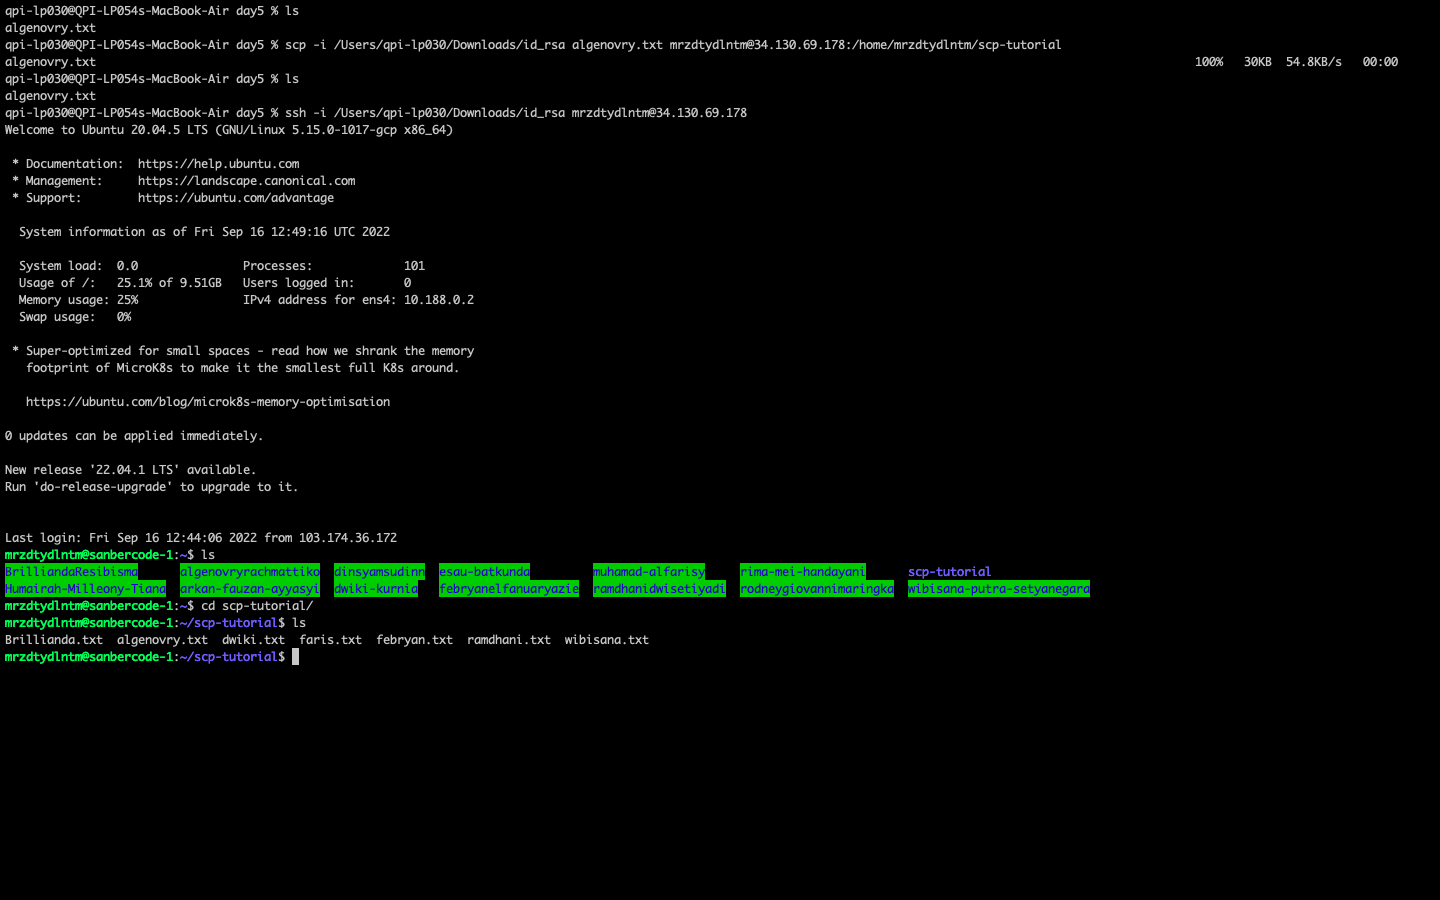 qpi-lp030@QPI-LP054s-MacBook-Air day5 % ls
algenovry.txt
qpi-lp030@QPI-LP054s-MacBook-Air day5 % scp -i /Users/qpi-lp030/Downloads/id_rsa algenovry.txt mrzdtydlntm@34.130.69.178:/home/mrzdtydlntm/scp-tutorial
algenovry.txt 100% 30KB 54.8KB/s 00:00
qpi-lp030@QPI-LP054s-MacBook-Air day5 % ls
algenovry.txt
qpi-lp030@QPI-LP054s-MacBook-Air day5 % ssh -i /Users/qpi-lp030/Downloads/id_rsa mrzdtydlntm@34.130.69.178
Welcome to Ubuntu 20.04.5 LTS (GNU/Linux 5.15.0-1017-gcp x86_64)
* Documentation: https://help.ubuntu.com
* Management: https://landscape.canonical.com
* Support: https://ubuntu.com/advantage
System information as of Fri Sep 16 12:49:16 UTC 2022
System load: 0.0 Processes: 101
Usage of /: 25.1% of 9.51GB Users logged in: 0
Memory usage: 25% IPv4 address for ens4: 10.188.0.2
Swap usage: 0%
* Super-optimized for small spaces - read how we shrank the memory
footprint of MicroK8s to make it the smallest full K8s around.
https://ubuntu.com/blog/microk8s-memory-optimisation
0 updates can be applied immediately.
New release '22.04.1 LTS' available.
Run 'do-release-upgrade' to upgrade to it.
Last login: Fri Sep 16 12:44:06 2022 from 103.174.36.172
mrzdtydlntm@sanbercode-1:~$ ls
BrilliandaResibisma algenovryrachmattiko dinsyamsudinn esau-batkunda muhamad-alfarisy rima-mei-handayani scp-tutorial
Humairah-Milleony-Tiana arkan-fauzan-ayyasyi dwiki-kurnia febryanelfanuaryazie ramdhanidwisetiyadi rodneygiovannimaringka wibisana-putra-setyanegara
mrzdtydlntm@sanbercode-1:~$ cd scp-tutorial/
mrzdtydlntm@sanbercode-1:~/scp-tutorial$ ls
Brillianda.txt algenovry.txt dwiki.txt faris.txt febryan.txt ramdhani.txt wibisana.txt
mrzdtydlntm@sanbercode-1:~/scp-tutorial$